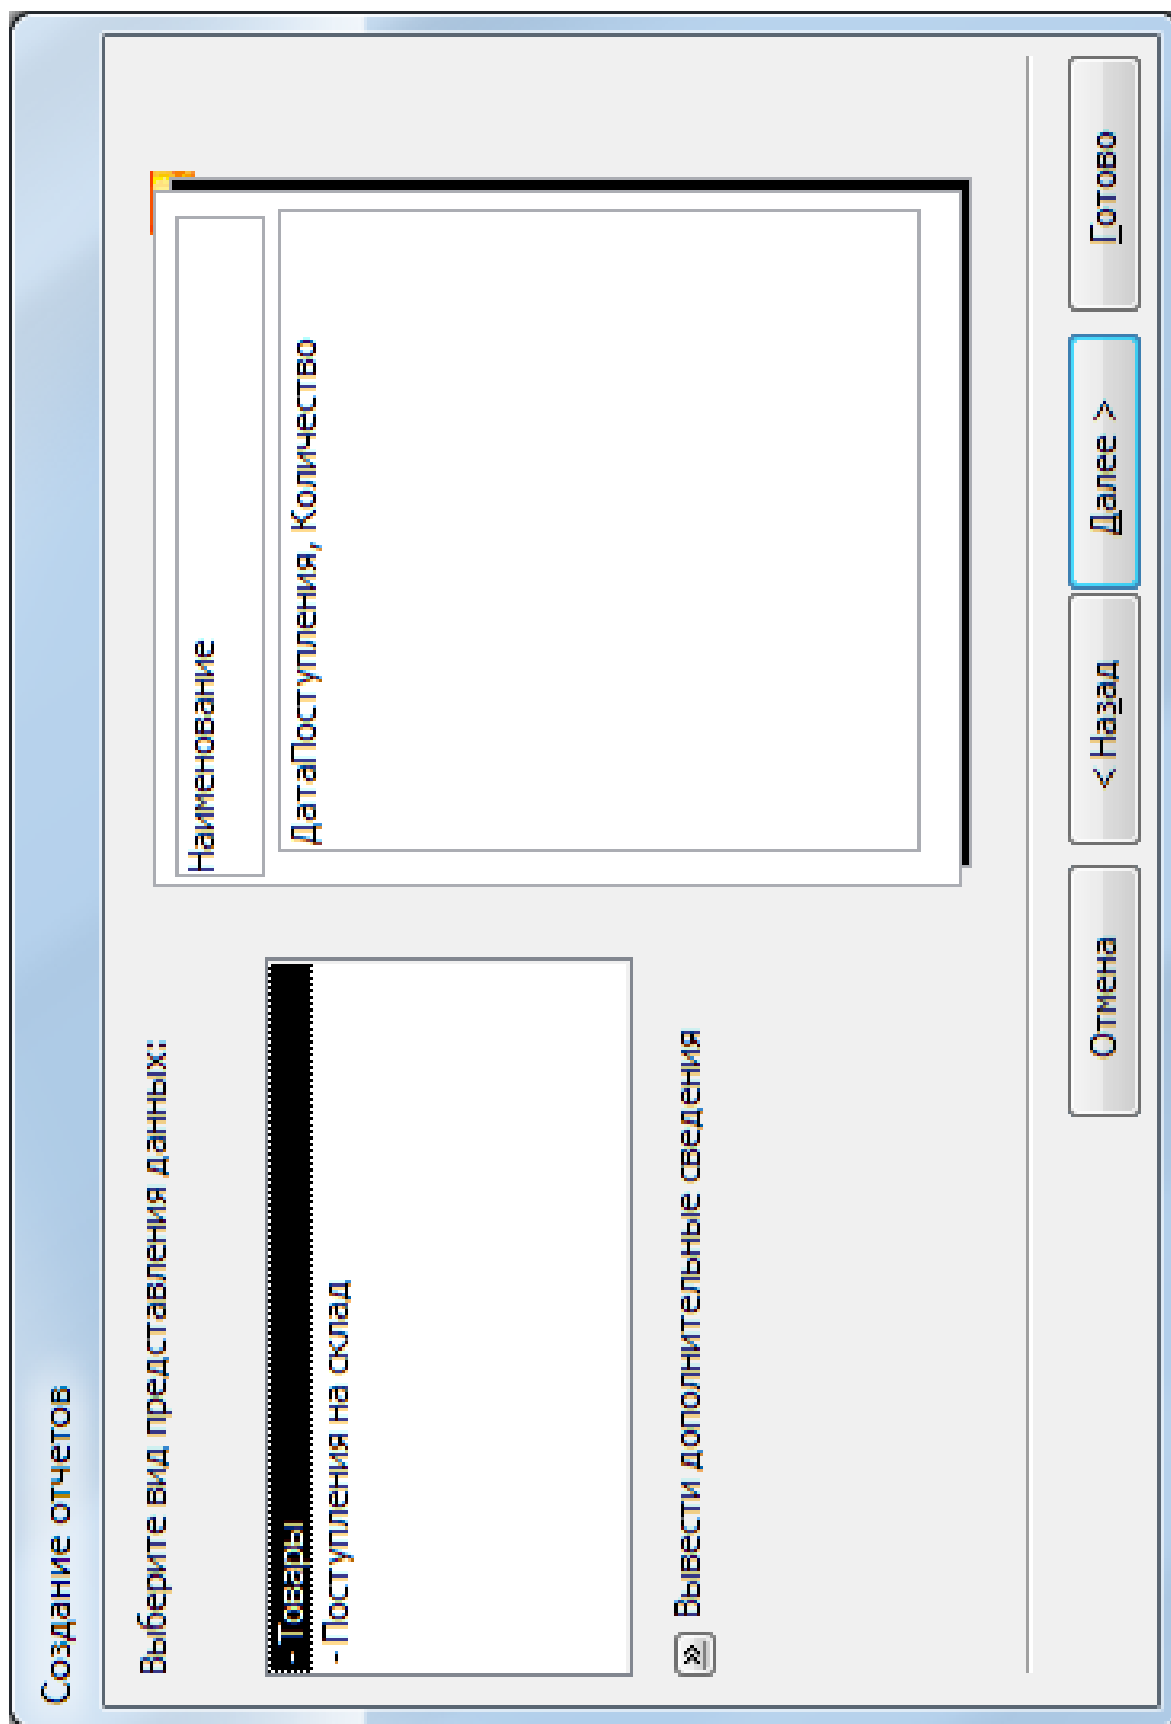 Создание отчетов
Выберите вид представления данных:
- Товары
- Поступления на склад
Наименование
ДатаПоступления, Количество
Вывести дополнительные сведения
Отмена
< Назад
Далее >
Готово